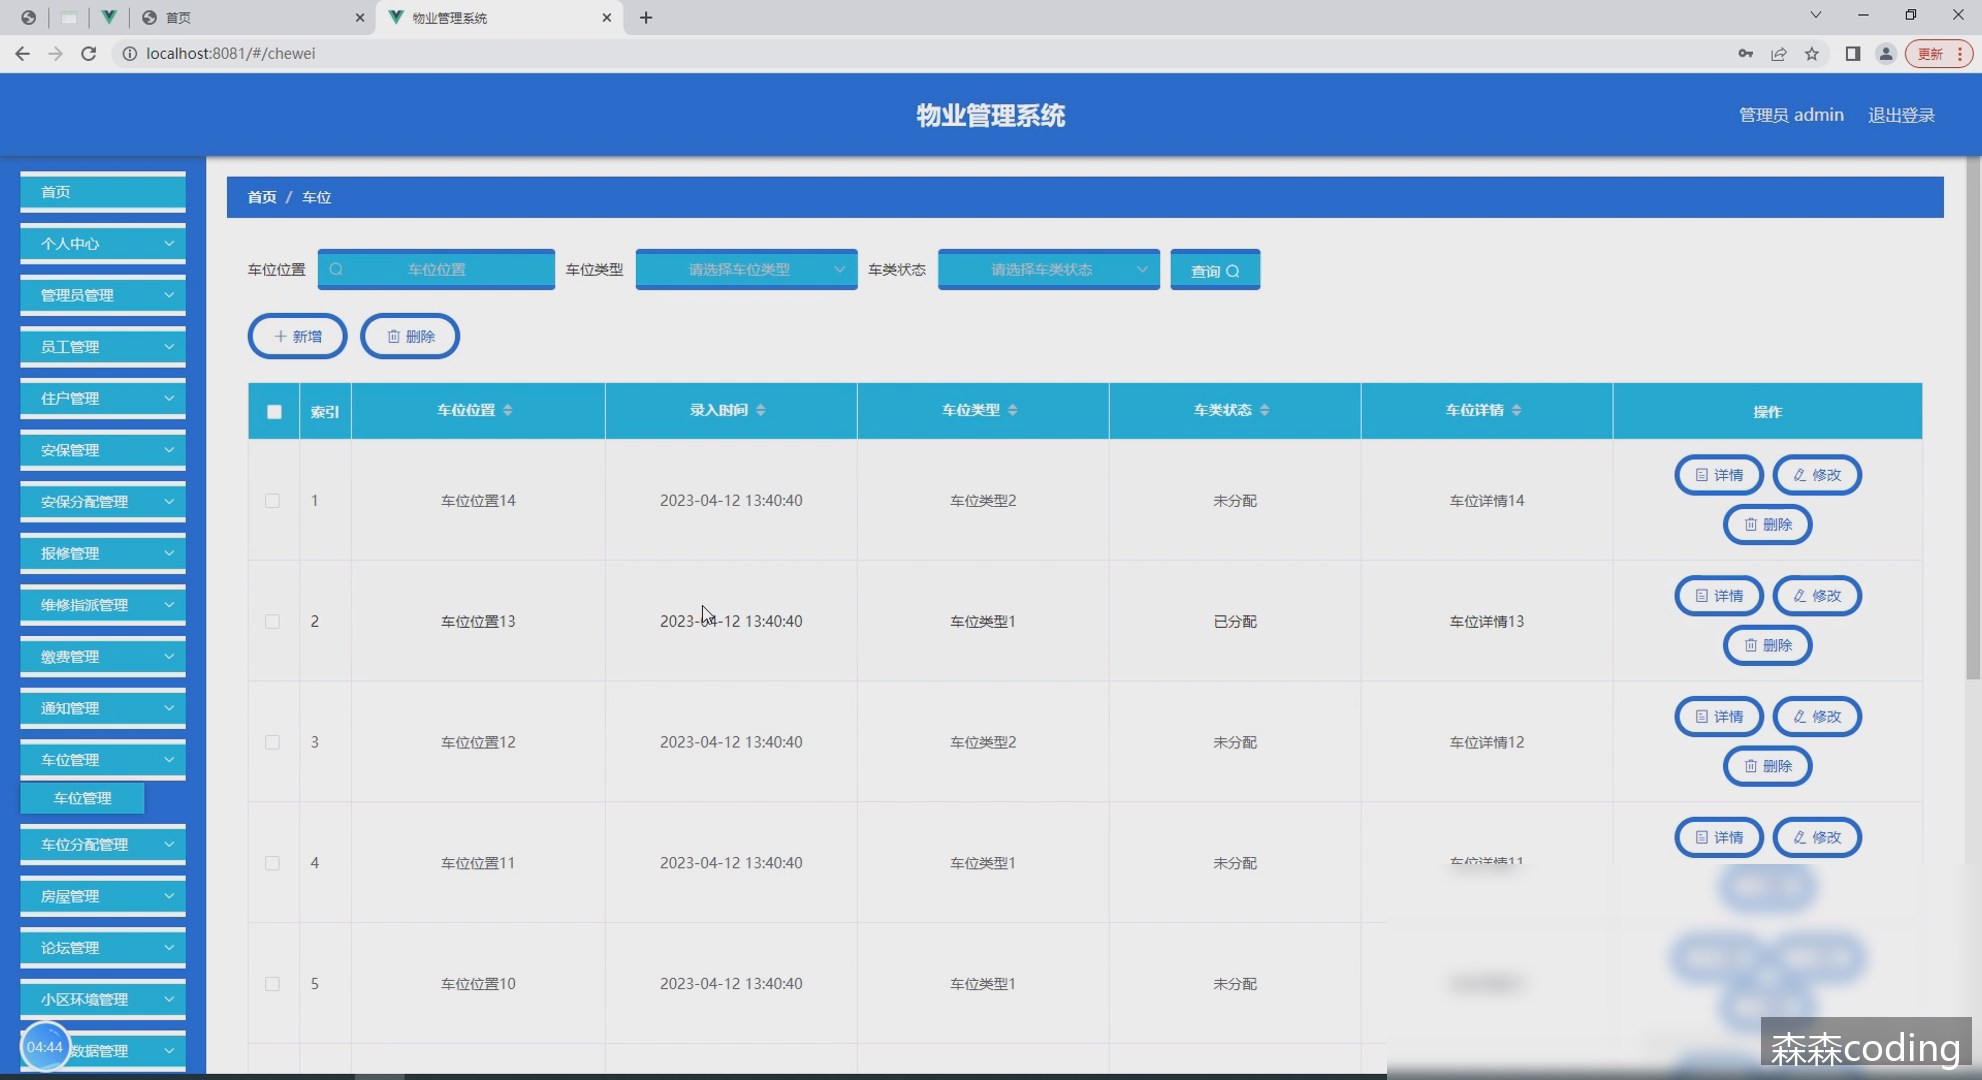 首页
物业管理系统
localhost:8081/#/chewei
更新
物业管理系统
管理员 admin
退出登录
首页
个人中心
管理员管理
员工管理
住户管理
安保管理
安保分配管理
报修管理
维修指派管理
缴费管理
通知管理
车位管理
车位管理
车位分配管理
房屋管理
论坛管理
小区环境管理
数据管理
04:44
首页 / 车位
车位位置 车位位置 车位类型 请选择车位类型 车类状态 请选择车类状态 查询
新增 删除
索引 车位位置 录入时间 车位类型 车类状态 车位详情 操作
1 车位位置14 2023-04-12 13:40:40 车位类型2 未分配 车位详情14 详情 修改
删除
2 车位位置13 2023-04-12 13:40:40 车位类型1 已分配 车位详情13 详情 修改
删除
3 车位位置12 2023-04-12 13:40:40 车位类型2 未分配 车位详情12 详情 修改
删除
4 车位位置11 2023-04-12 13:40:40 车位类型1 未分配 车位详情11 详情 修改
5 车位位置10 2023-04-12 13:40:40 车位类型1 未分配
森森coding